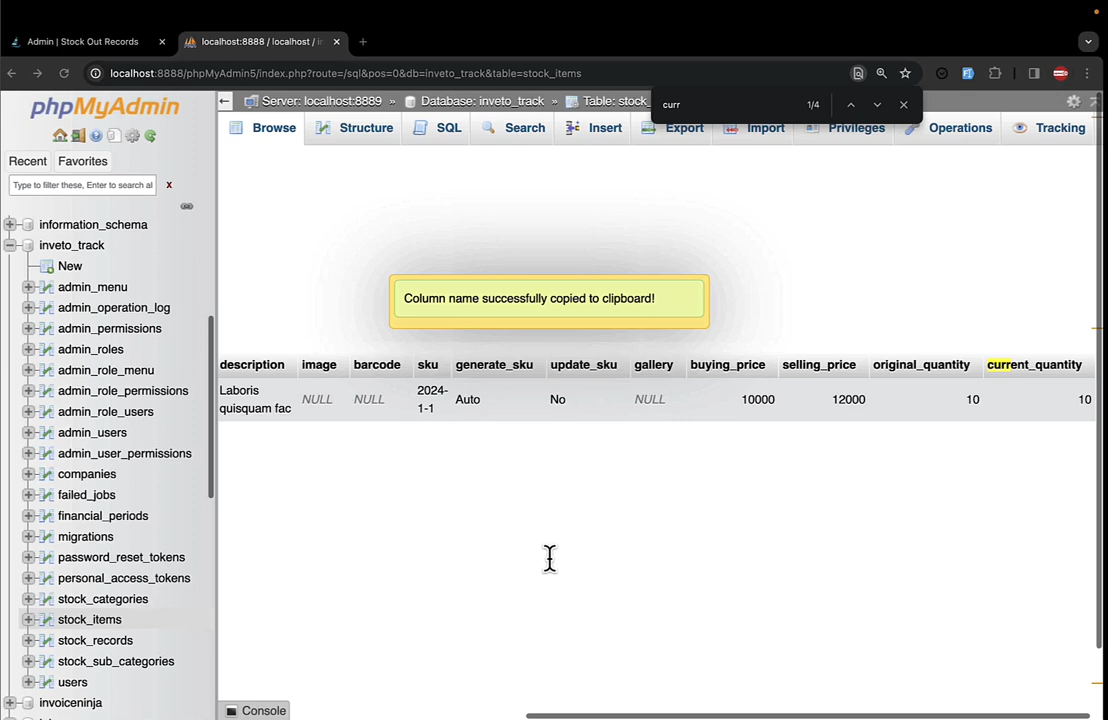 Admin | Stock Out Records
localhost:8888 / localhost / in
localhost:8888/phpMyAdmin5/index.php?route=/sql&pos=0&db=inveto_track&table=stock_items
curr
1/4
phpMyAdmin
Server: localhost:8889 » Database: inveto_track » Table: stock_
Browse
Structure
SQL
Search
Insert
Export
Import
Privileges
Operations
Tracking
Recent
Favorites
Type to filter these, Enter to search al
X
information_schema
inveto_track
New
admin_menu
admin_operation_log
admin_permissions
admin_roles
admin_role_menu
admin_role_permissions
admin_role_users
admin_users
admin_user_permissions
companies
failed_jobs
financial_periods
migrations
password_reset_tokens
personal_access_tokens
stock_categories
stock_items
stock_records
stock_sub_categories
users
invoiceninja
Column name successfully copied to clipboard!
description image barcode sku generate_sku update_sku gallery buying_price selling_price original_quantity current_quantity
Laboris quisquam fac NULL NULL 2024-1-1 Auto No NULL 10000 12000 10 10
Console